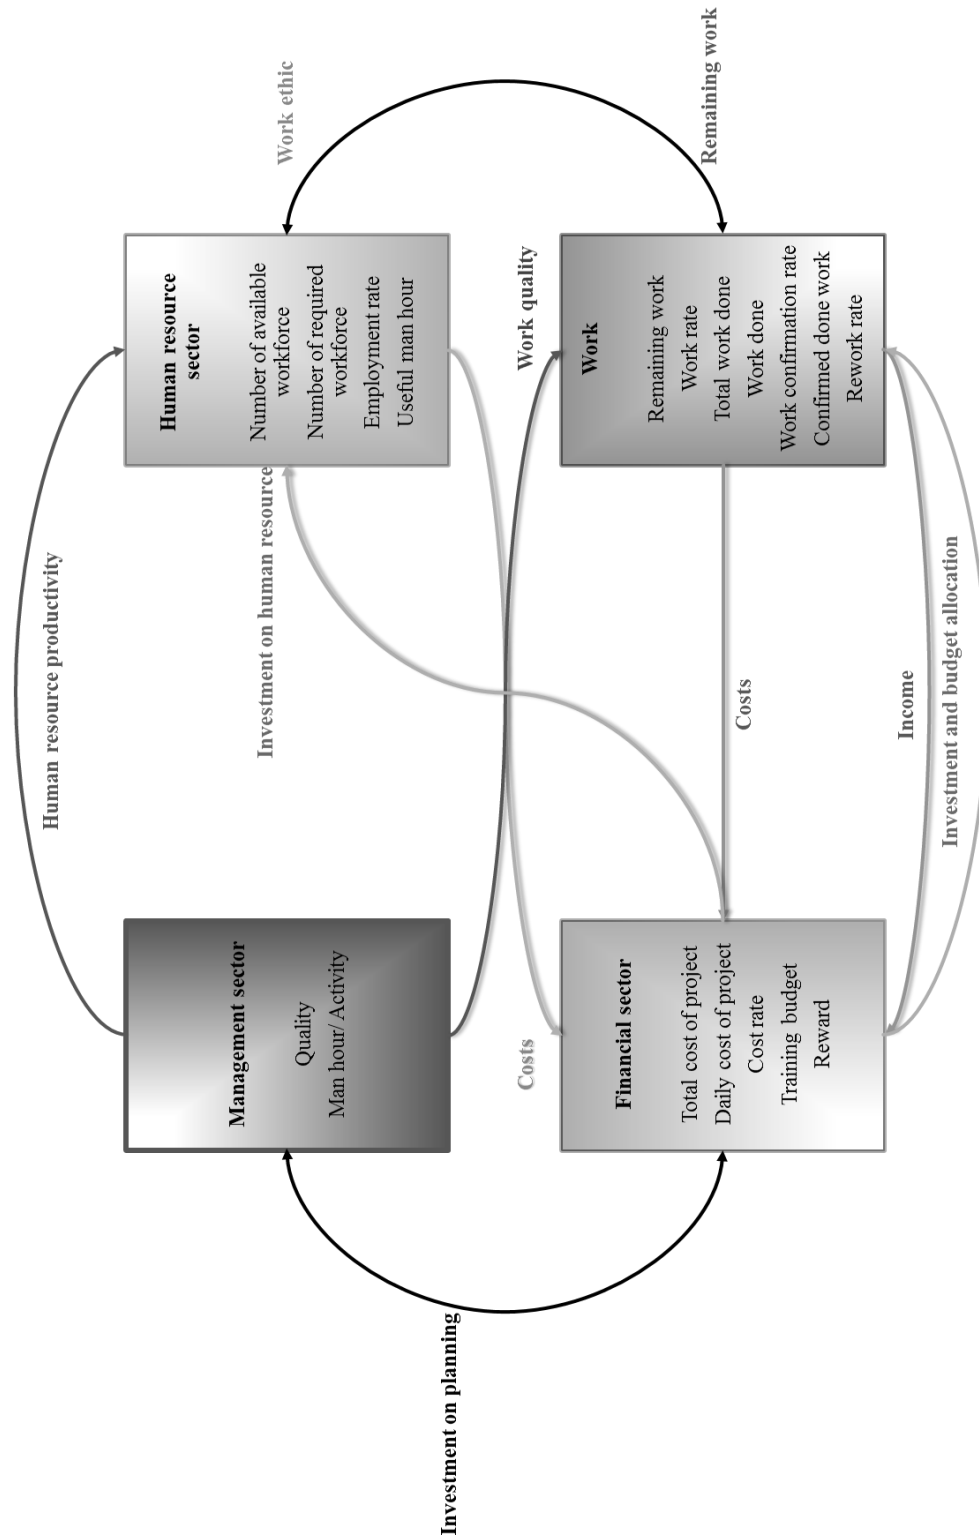 Human resource productivity
Management sector
Quality
Man hour/ Activity
Human resource
sector
Number of available
workforce
Number of required
workforce
Employment rate
Useful man hour
Work ethic
Investment on human resource
Investment on planning
Costs
Work quality
Remaining work
Financial sector
Total cost of project
Daily cost of project
Cost rate
Training budget
Reward
Costs
Work
Remaining work
Work rate
Total work done
Work done
Work confirmation rate
Confirmed done work
Rework rate
Income
Investment and budget allocation